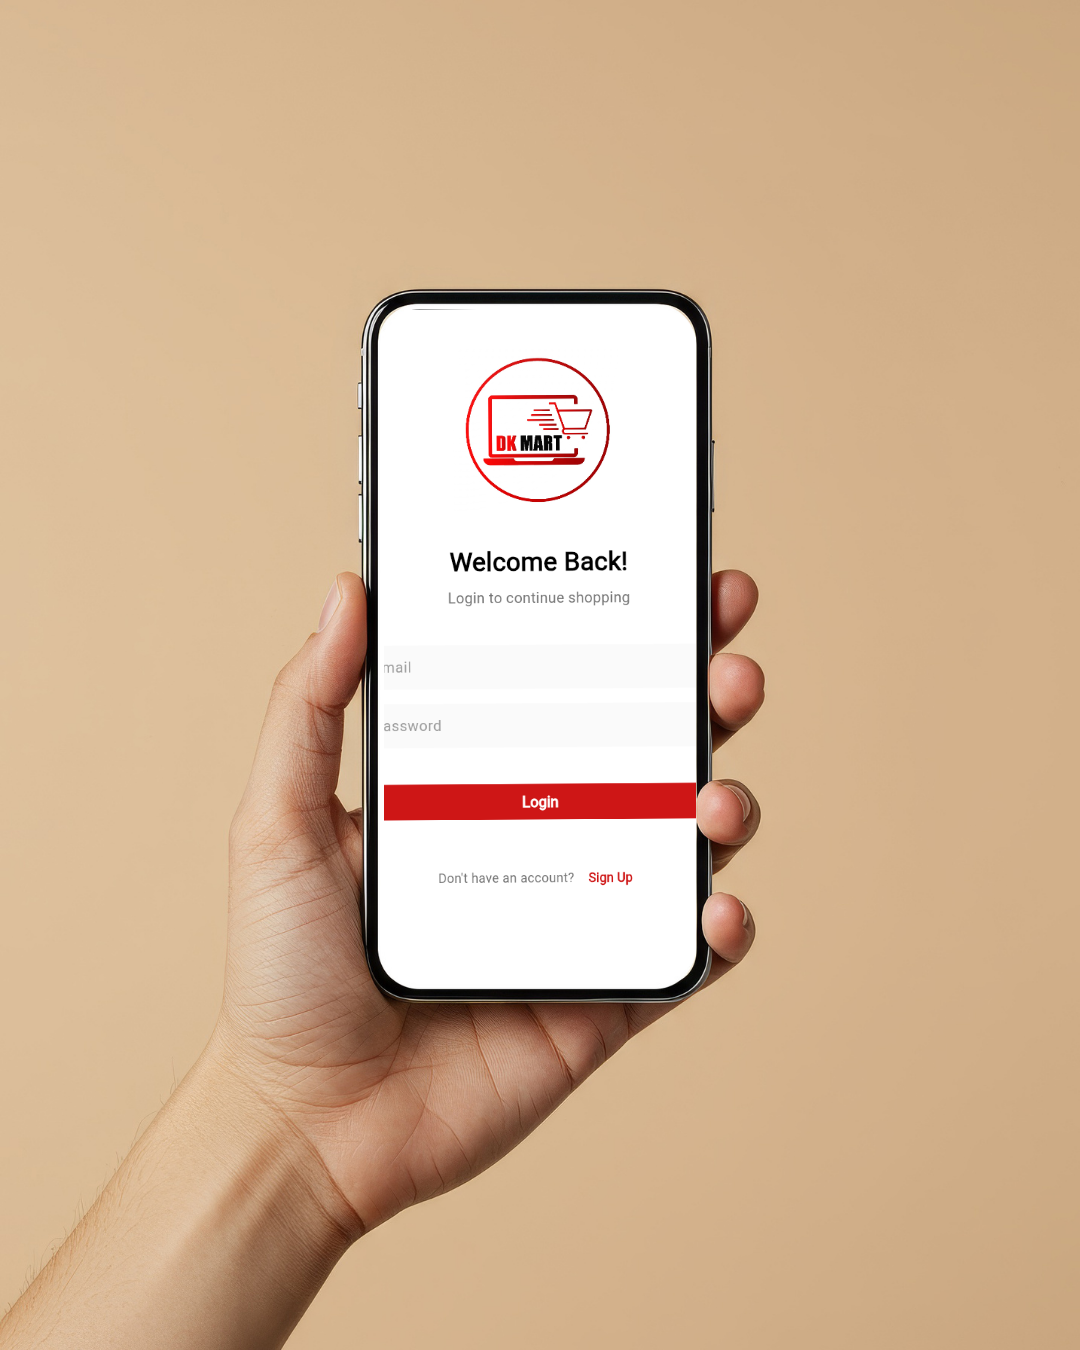 DK MART
Welcome Back!
Login to continue shopping
mail
assword
Login
Don't have an account? Sign Up